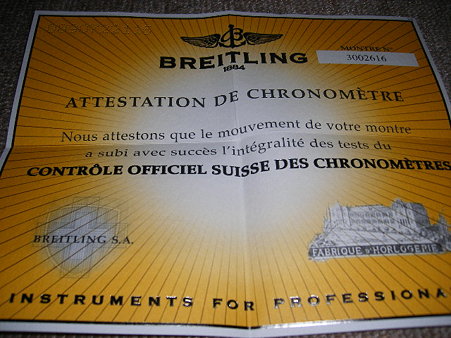 BREITLING
1884
MONTRE N°
3002616
ATTESTATION DE CHRONOMÈTRE
Nous attestons que le mouvement de votre montre
a subi avec succès l'intégralité des tests du
CONTRÔLE OFFICIEL SUISSE DES CHRONOMÈTRES
BREITLING S.A.
FABRIQUE D'HORLOGERIE
INSTRUMENTS FOR PROFESSIONA